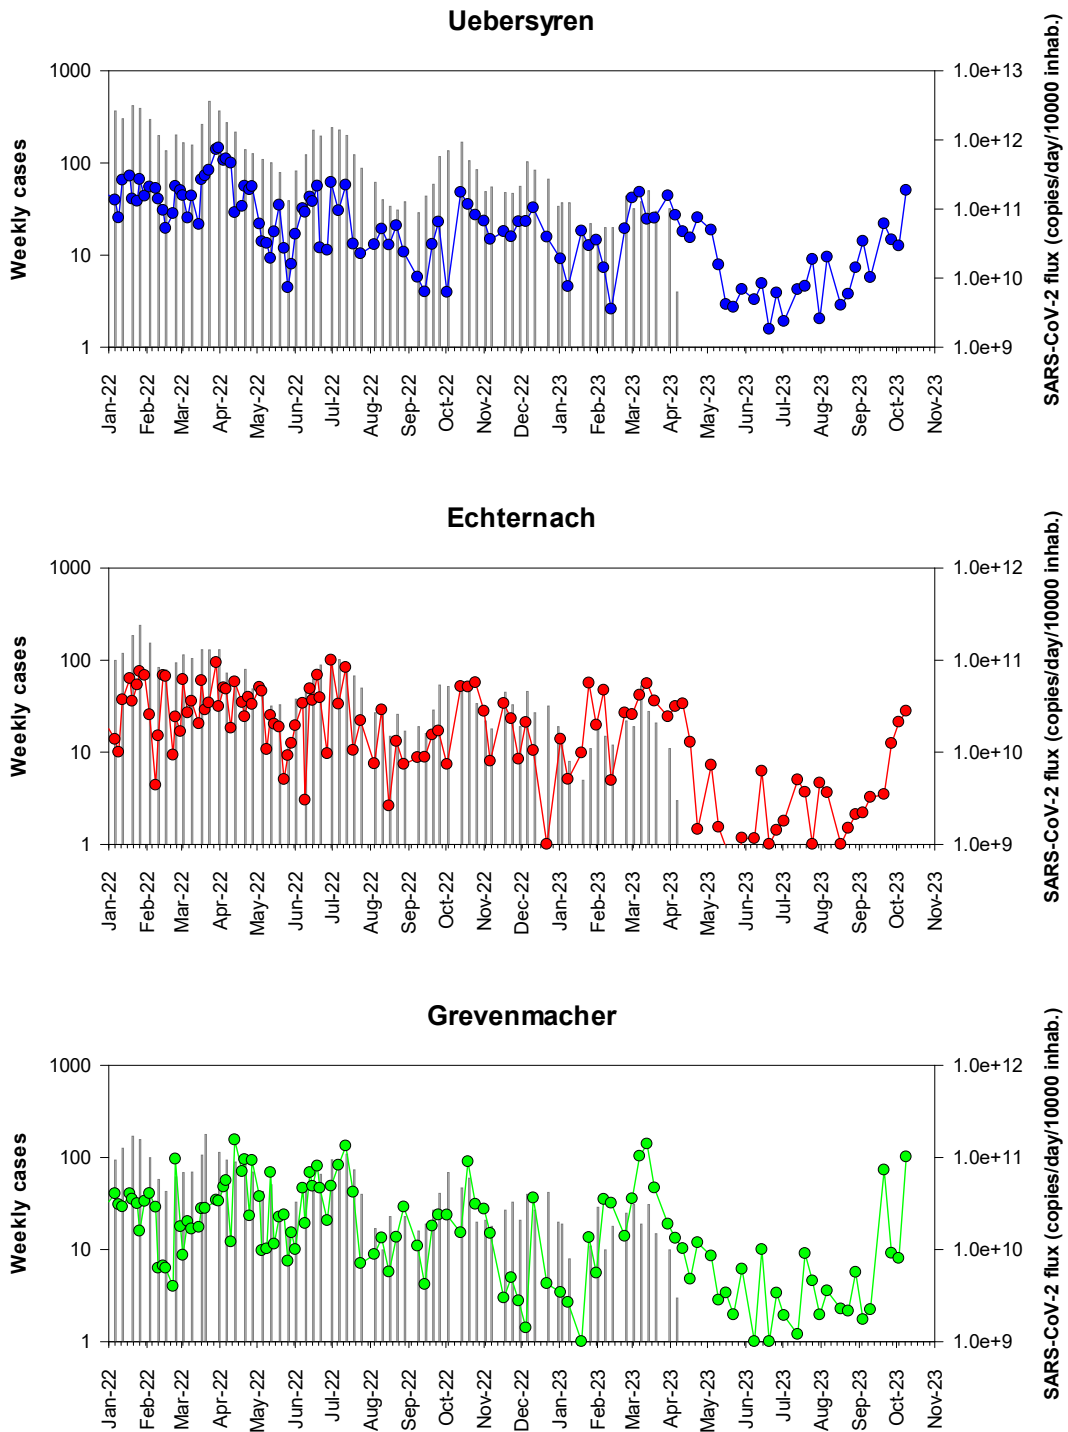 Uebersyren
Weekly cases
1000
100
10
1
1.0e+13
1.0e+12
1.0e+11
1.0e+10
1.0e+9
SARS-CoV-2 flux (copies/day/10000 inhab.)
Jan-22
Feb-22
Mar-22
Apr-22
May-22
Jun-22
Jul-22
Aug-22
Sep-22
Oct-22
Nov-22
Dec-22
Jan-23
Feb-23
Mar-23
Apr-23
May-23
Jun-23
Jul-23
Aug-23
Sep-23
Oct-23
Nov-23
Echternach
Weekly cases
1000
100
10
1
1.0e+12
1.0e+11
1.0e+10
1.0e+9
SARS-CoV-2 flux (copies/day/10000 inhab.)
Jan-22
Feb-22
Mar-22
Apr-22
May-22
Jun-22
Jul-22
Aug-22
Sep-22
Oct-22
Nov-22
Dec-22
Jan-23
Feb-23
Mar-23
Apr-23
May-23
Jun-23
Jul-23
Aug-23
Sep-23
Oct-23
Nov-23
Grevenmacher
Weekly cases
1000
100
10
1
1.0e+12
1.0e+11
1.0e+10
1.0e+9
SARS-CoV-2 flux (copies/day/10000 inhab.)
Jan-22
Feb-22
Mar-22
Apr-22
May-22
Jun-22
Jul-22
Aug-22
Sep-22
Oct-22
Nov-22
Dec-22
Jan-23
Feb-23
Mar-23
Apr-23
May-23
Jun-23
Jul-23
Aug-23
Sep-23
Oct-23
Nov-23